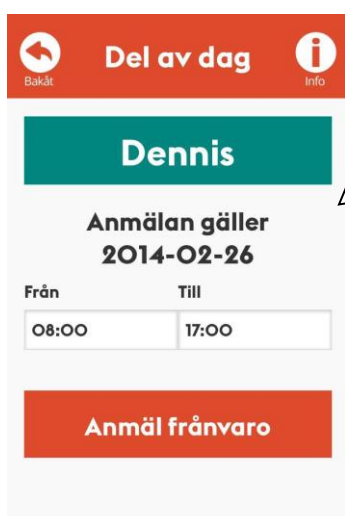 Del av dag
Bakåt
Info
Dennis
Anmälan gäller
2014-02-26
Från Till
08:00 17:00
Anmäl frånvaro